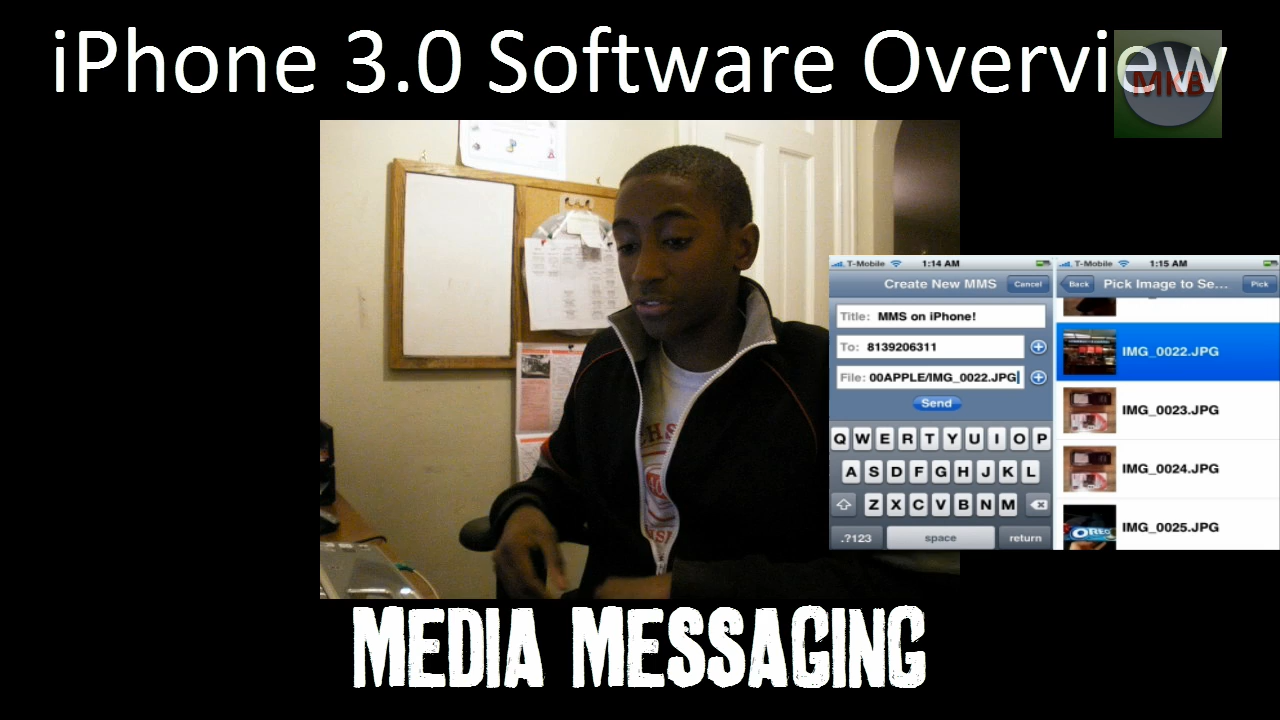 iPhone 3.0 Software Overview
MKB
T-Mobile 1:14 AM
Create New MMS Cancel
Title: MMS on iPhone!
To: 8139206311
File: 00APPLE/IMG_0022.JPG
Send
Q W E R T Y U I O P
A S D F G H J K L
Z X C V B N M
.?123 space return
T-Mobile 1:15 AM
Back Pick Image to Se... Pick
IMG_0022.JPG
IMG_0023.JPG
IMG_0024.JPG
IMG_0025.JPG
OREO
MEDIA MESSAGING